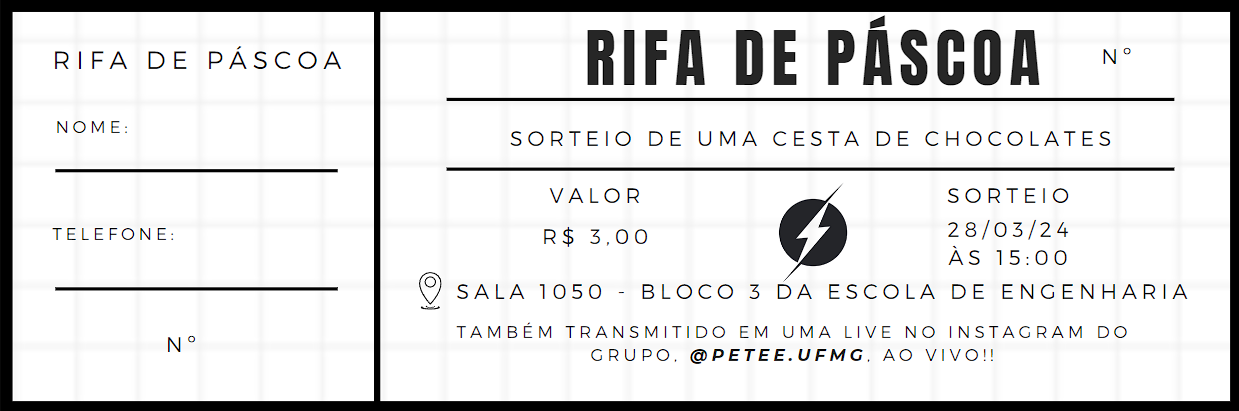 RIFA DE PÁSCOA
NOME:
TELEFONE:
Nº
RIFA DE PÁSCOA
Nº
SORTEIO DE UMA CESTA DE CHOCOLATES
VALOR
R$ 3,00
SORTEIO
28/03/24
ÀS 15:00
SALA 1050 - BLOCO 3 DA ESCOLA DE ENGENHARIA
TAMBÉM TRANSMITIDO EM UMA LIVE NO INSTAGRAM DO
GRUPO, @PETEE.UFMG, AO VIVO!!